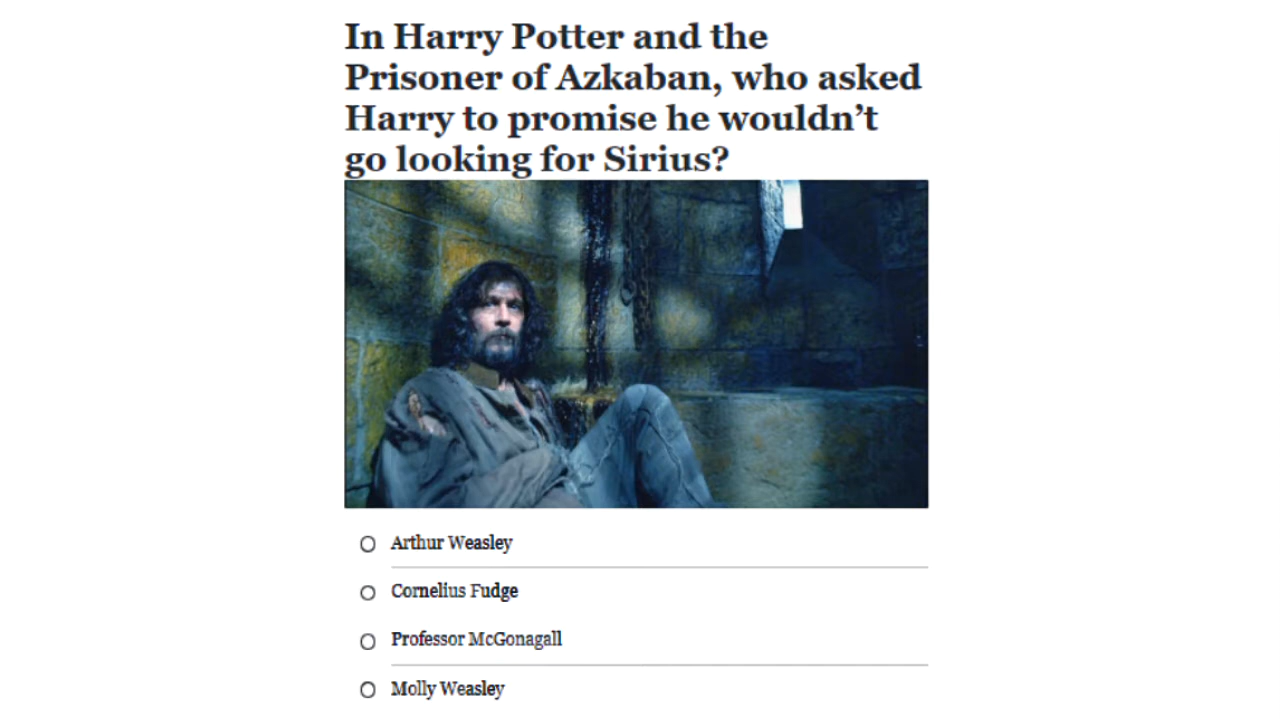 In Harry Potter and the
Prisoner of Azkaban, who asked
Harry to promise he wouldn’t
go looking for Sirius?
Arthur Weasley
Cornelius Fudge
Professor McGonagall
Molly Weasley